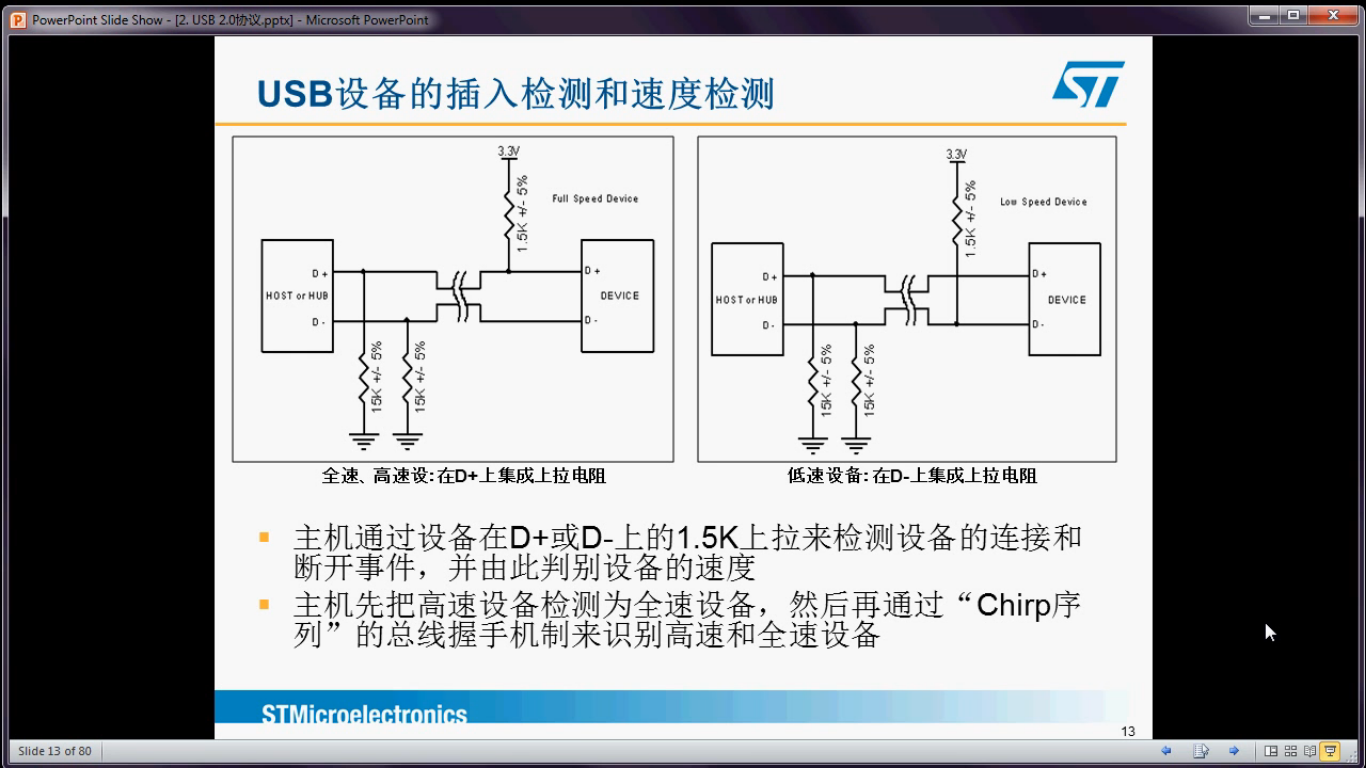 PowerPoint Slide Show - [2. USB 2.0协议.pptx] - Microsoft PowerPoint
USB设备的插入检测和速度检测
ST
3.3V
1.5K +/- 5%
Full Speed Device
D +
HOST or HUB
D -
D +
DEVICE
D -
15K +/- 5%
15K +/- 5%
3.3V
1.5K +/- 5%
Low Speed Device
D +
HOST or HUB
D -
D +
DEVICE
D -
15K +/- 5%
15K +/- 5%
全速、高速设:在D+上集成上拉电阻
低速设备:在D-上集成上拉电阻
主机通过设备在D+或D-上的1.5K上拉来检测设备的连接和
断开事件，并由此判别设备的速度
主机先把高速设备检测为全速设备，然后再通过“Chirp序
列”的总线握手机制来识别高速和全速设备
STMicroelectronics
13
Slide 13 of 80